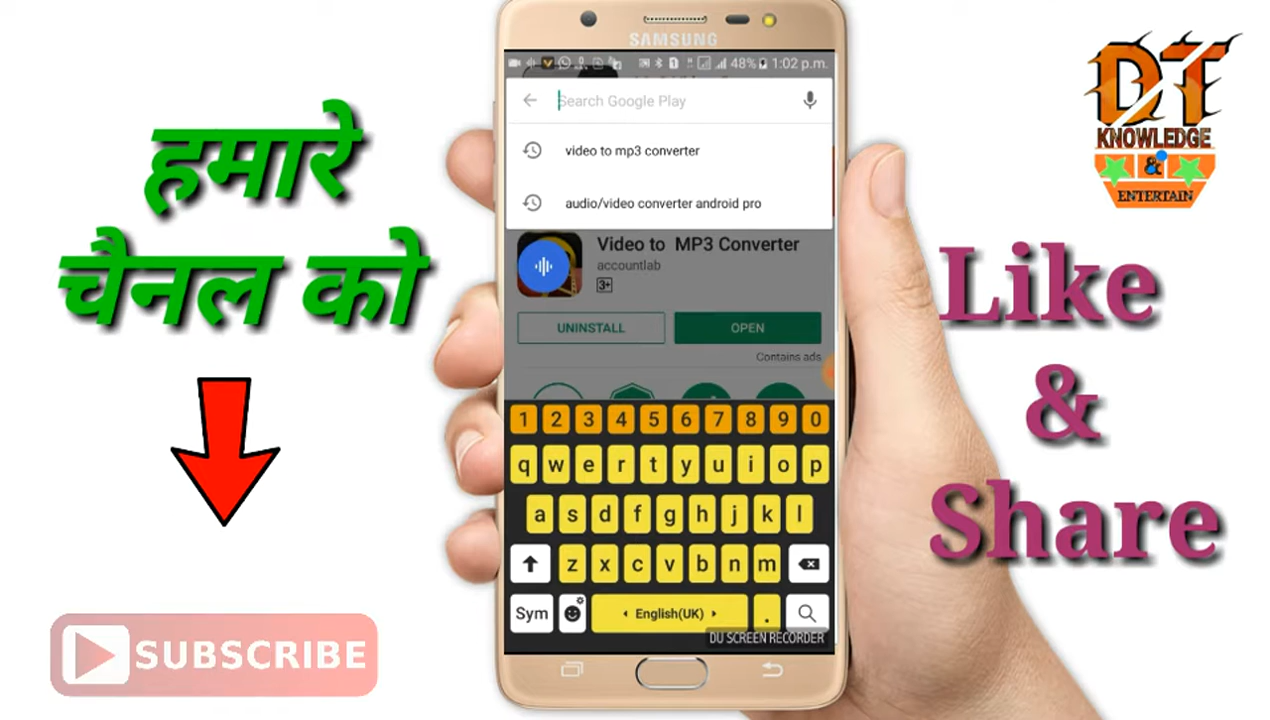 हमारे
चैनल को
SUBSCRIBE
SAMSUNG
48% 1:02 p.m.
Search Google Play
video to mp3 converter
audio/video converter android pro
Video to MP3 Converter
accountlab
3+
UNINSTALL OPEN
Contains ads
1 2 3 4 5 6 7 8 9 0
q w e r t y u i o p
a s d f g h j k l
z x c v b n m
Sym English(UK) .
DU SCREEN RECORDER
DT
KNOWLEDGE
&
ENTERTAIN
Like
&
Share